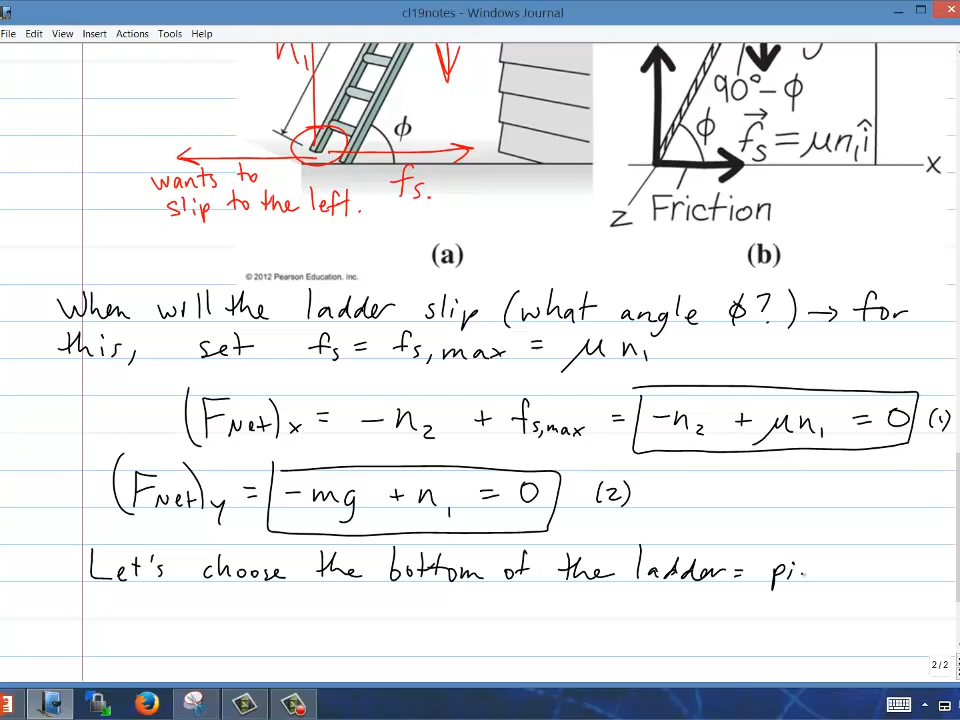 cl19notes - Windows Journal
File Edit View Insert Actions Tools Help
n₁
ϕ
wants to
slip to the left.
fs.
(a)
© 2012 Pearson Education, Inc.
90°- ϕ
ϕ
f⃗s = μn₁î
x
z
Friction
(b)
When will the ladder slip (what angle ϕ?) → for
this, set fs = fs,max = μ n₁
(FNet)x = -n₂ + fs,max = -n₂ + μn₁ = 0 (1)
(FNet)y = -mg + n₁ = 0 (2)
Let's choose the bottom of the ladder = pi
2/2